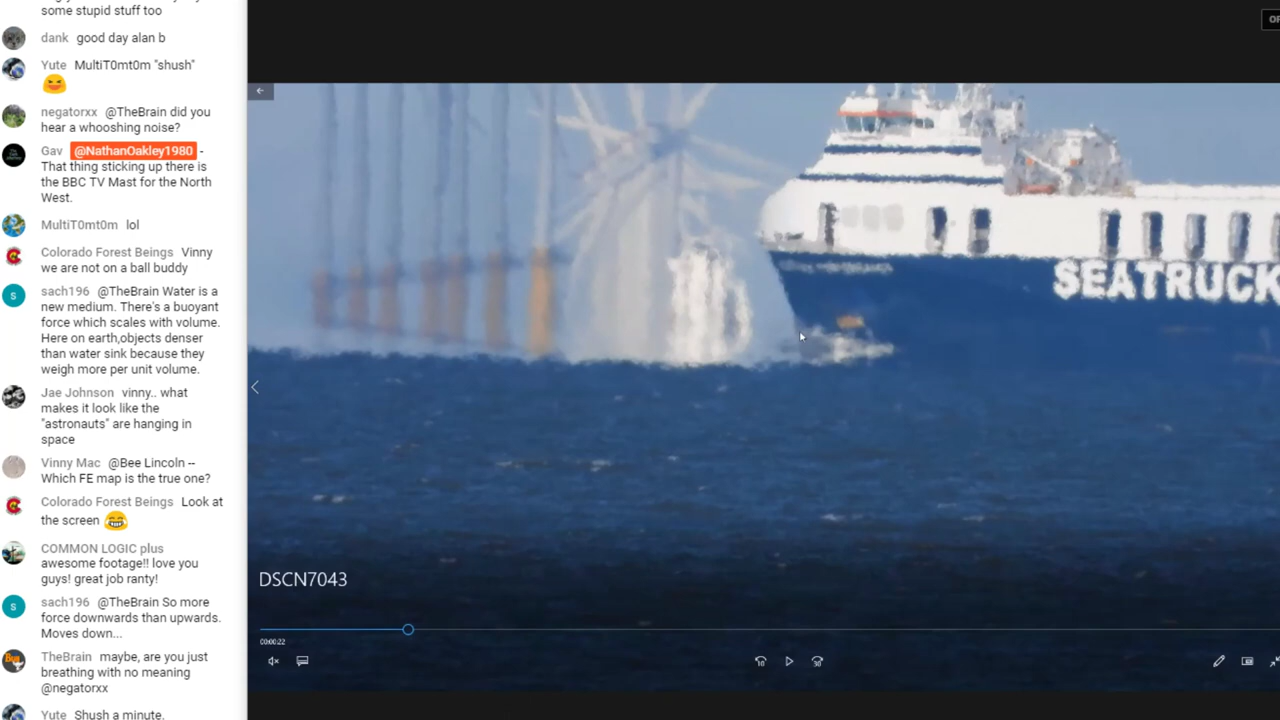 some stupid stuff too
dank good day alan b
Yute MultiT0mt0m "shush"
negatorxx @TheBrain did you
hear a whooshing noise?
Gav @NathanOakley1980 -
That thing sticking up there is
the BBC TV Mast for the North
West.
MultiT0mt0m lol
Colorado Forest Beings Vinny
we are not on a ball buddy
sach196 @TheBrain Water is a
new medium. There's a buoyant
force which scales with volume.
Here on earth,objects denser
than water sink because they
weigh more per unit volume.
Jae Johnson vinny.. what
makes it look like the
"astronauts" are hanging in
space
Vinny Mac @Bee Lincoln --
Which FE map is the true one?
Colorado Forest Beings Look at
the screen
COMMON LOGIC plus
awesome footage!! love you
guys! great job ranty!
S sach196 @TheBrain So more
force downwards than upwards.
Moves down...
TheBrain maybe, are you just
breathing with no meaning
@negatorxx
Yute Shush a minute.
SEATRUCK
DSCN7043
00:00:22
10
30